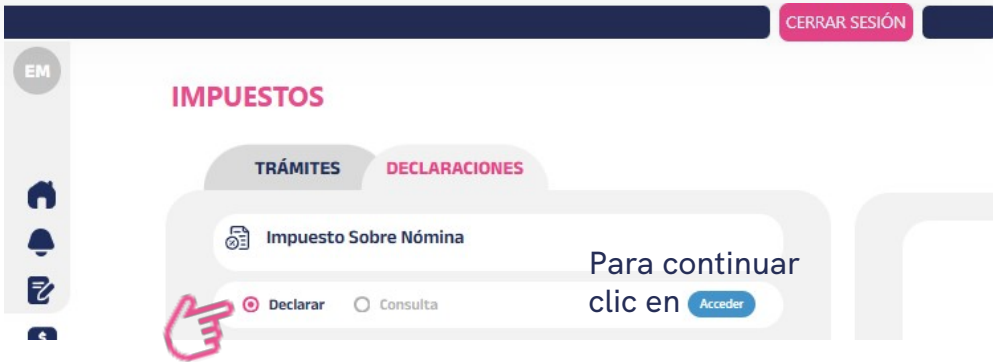 CERRAR SESIÓN
EM
IMPUESTOS
TRÁMITES DECLARACIONES
Impuesto Sobre Nómina
Para continuar
clic en Acceder
Declarar Consulta